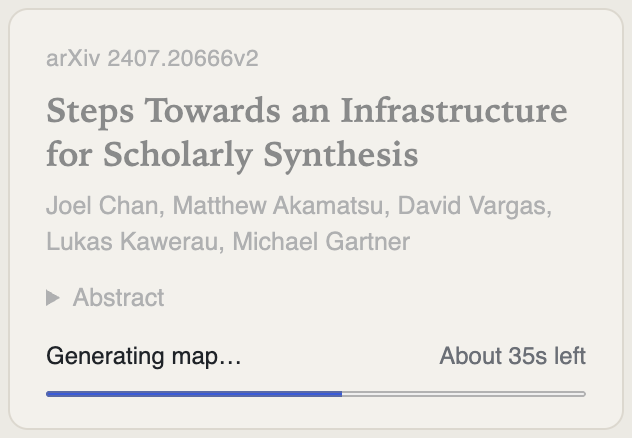 arXiv 2407.20666v2
Steps Towards an Infrastructure
for Scholarly Synthesis
Joel Chan, Matthew Akamatsu, David Vargas,
Lukas Kawerau, Michael Gartner
Abstract
Generating map… About 35s left